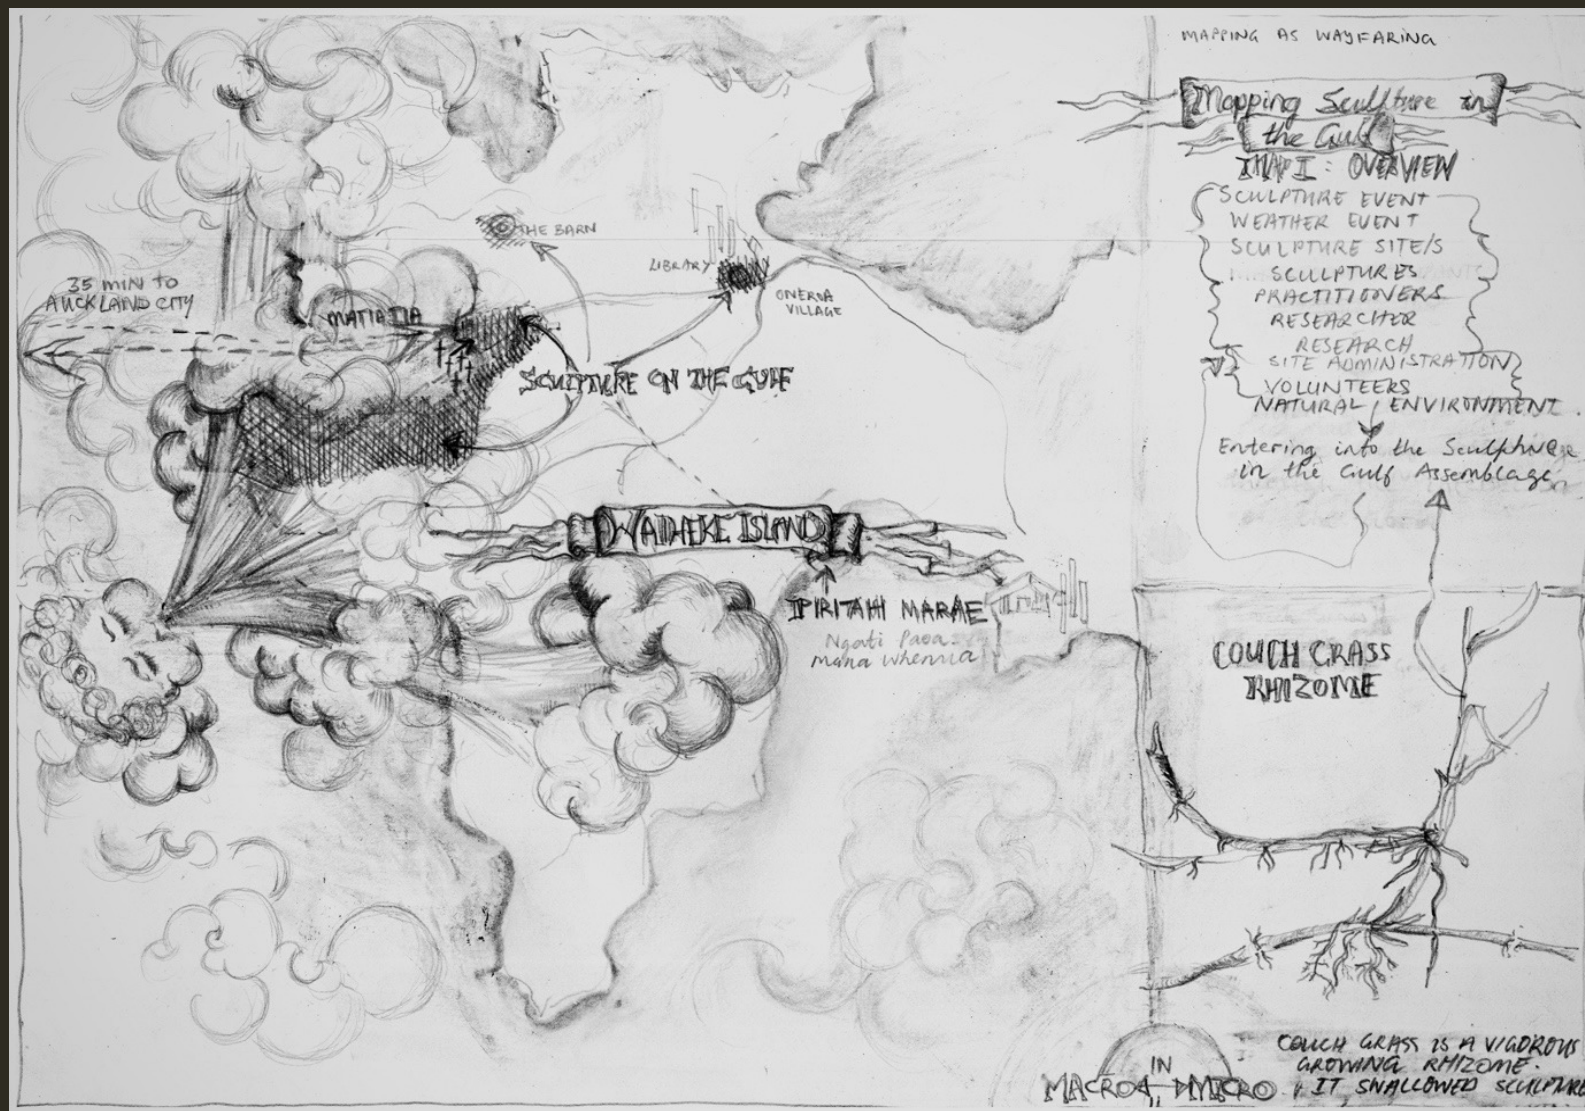 MAPPING AS WAYFARING
Mapping Sculpture in
the Gulf
MAP I: OVERVIEW
SCULPTURE EVENT
WEATHER EVENT
SCULPTURE SITE/S
SCULPTURES
PRACTITIONERS
RESEARCHER
RESEARCH
SITE ADMINISTRATION
VOLUNTEERS
NATURAL ENVIRONMENT.
Entering into the Sculpture
in the Gulf Assemblage
THE BARN
LIBRARY
ONEROA
VILLAGE
35 MIN TO
AUCKLAND CITY
MATIATIA
SCULPTURE ON THE GULF
WAIHEKE ISLAND
PIRITAHI MARAE
Ngati Paoa
mana whenua
COUCH GRASS
RHIZOME
IN
COUCH GRASS IS A VIGOROUS
GROWING RHIZOME.
IT SWALLOWED SCULPTURE